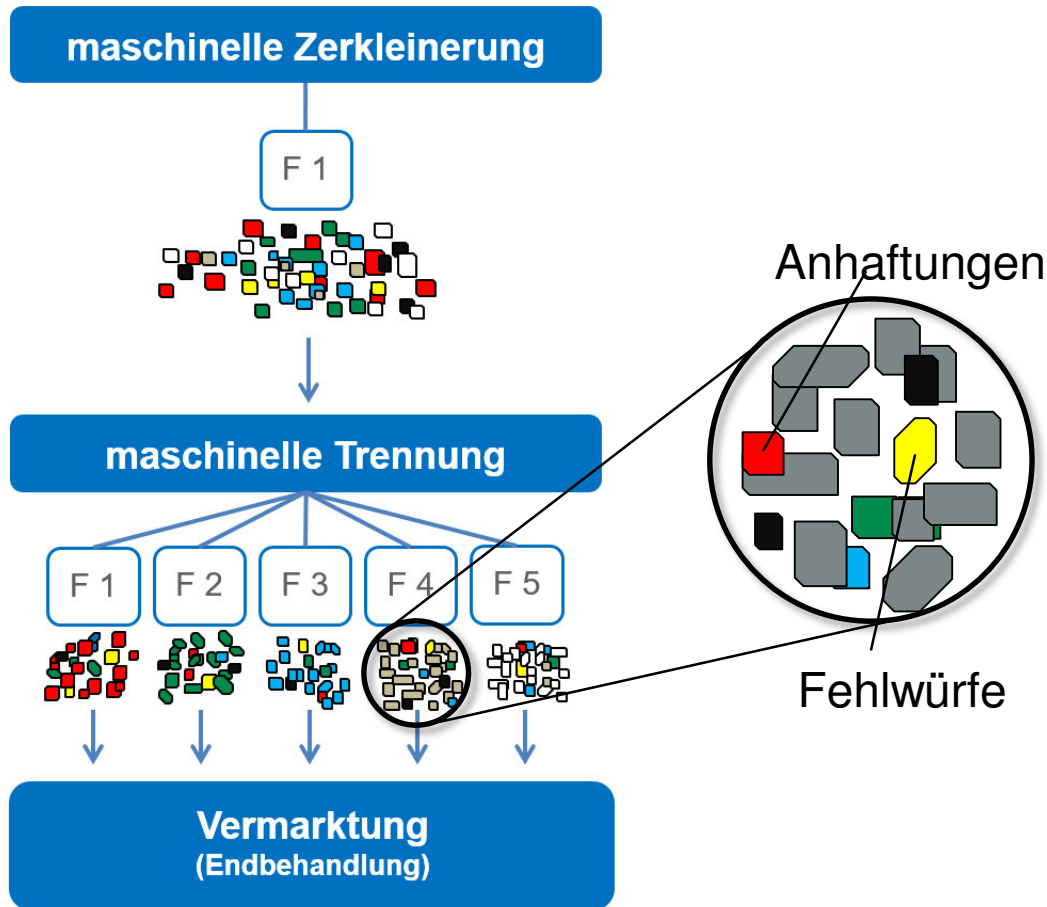 maschinelle Zerkleinerung
F 1
Anhaftungen
maschinelle Trennung
F 1
F 2
F 3
F 4
F 5
Fehlwürfe
Vermarktung
(Endbehandlung)